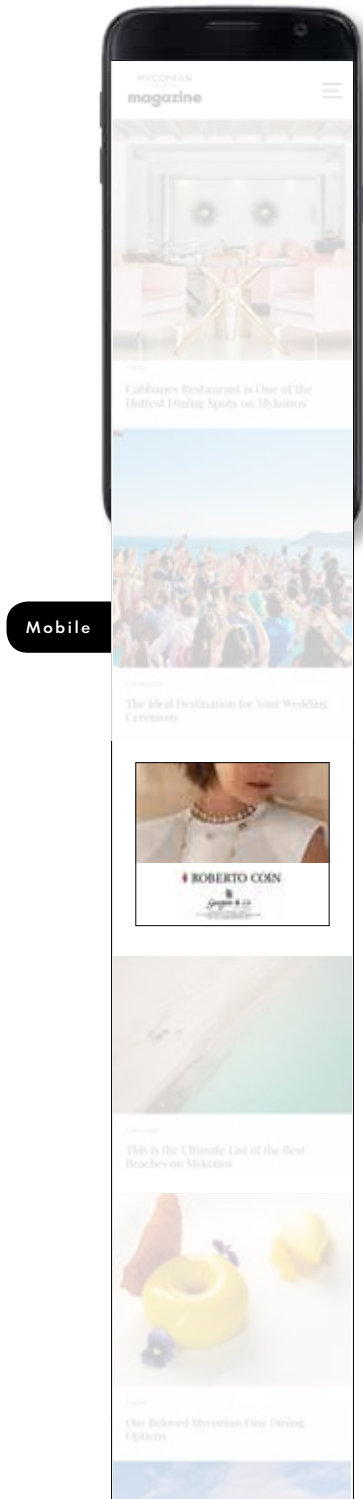 MYCONIAN
magazine
Cabbanes Restaurant is One of the
Hottest Dining Spots on Mykonos
Mobile
The Ideal Destination for Your Wedding
Ceremony
ROBERTO COIN
This is the Ultimate List of the Best
Beaches on Mykonos
Our Beloved Myconian Fine Dining
Options